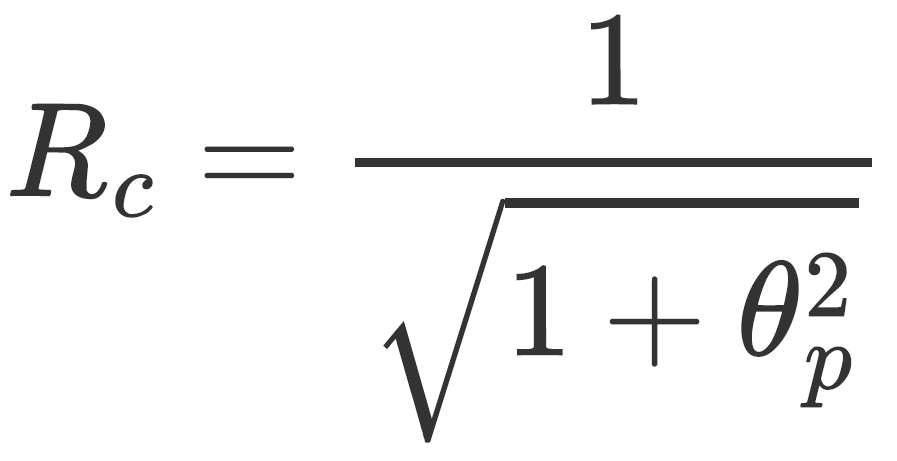 R_c = \frac{1}{\sqrt{1 + \theta_p^2}}